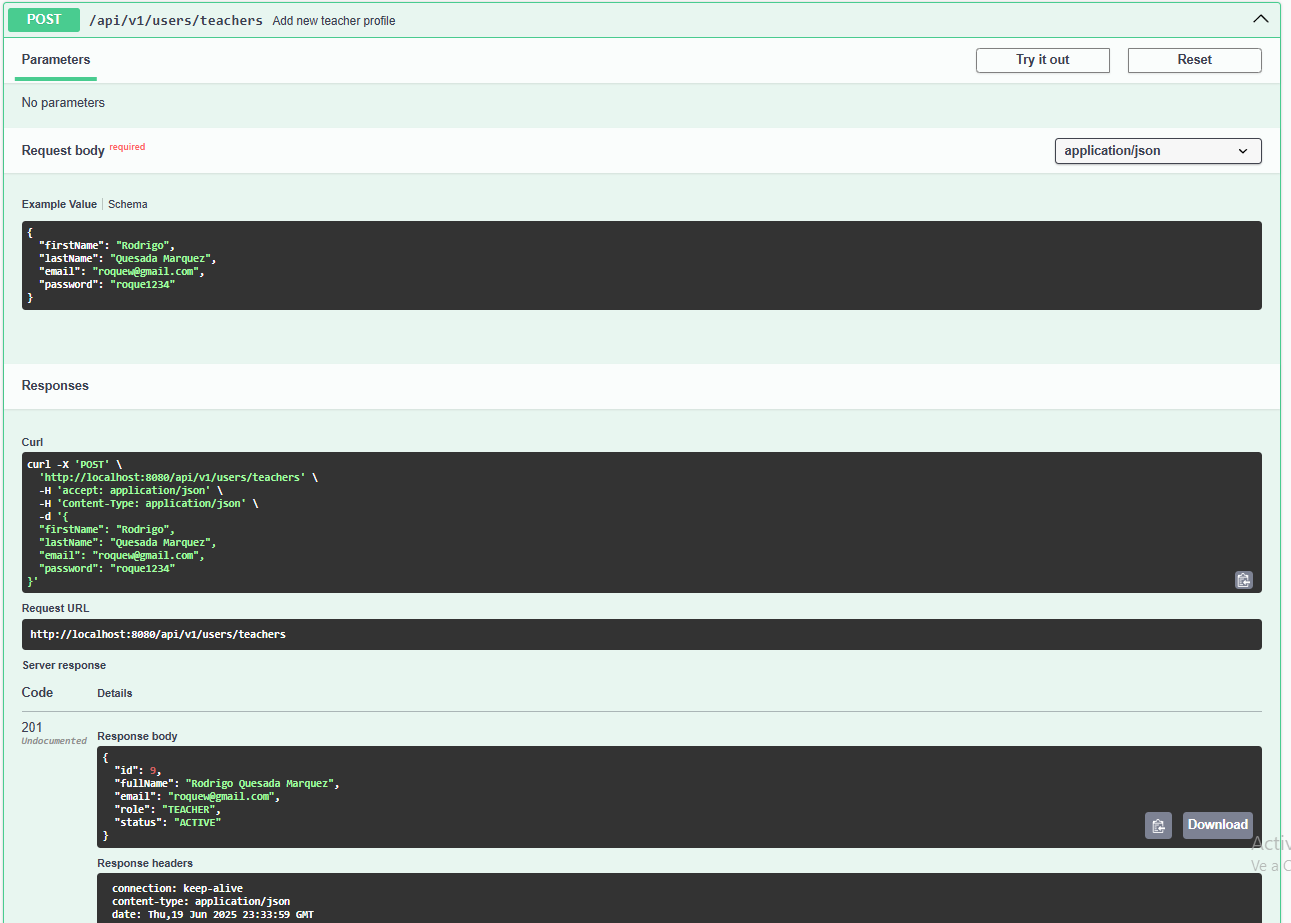 POST /api/v1/users/teachers Add new teacher profile
Parameters Try it out Reset
No parameters
Request body required application/json
Example Value Schema
{
"firstName": "Rodrigo",
"lastName": "Quesada Marquez",
"email": "roquew@gmail.com",
"password": "roque1234"
}
Responses
Curl
curl -X 'POST' \
'http://localhost:8080/api/v1/users/teachers' \
-H 'accept: application/json' \
-H 'Content-Type: application/json' \
-d '{
"firstName": "Rodrigo",
"lastName": "Quesada Marquez",
"email": "roquew@gmail.com",
"password": "roque1234"
}'
Request URL
http://localhost:8080/api/v1/users/teachers
Server response
Code Details
201
Undocumented
Response body
{
"id": 9,
"fullName": "Rodrigo Quesada Marquez",
"email": "roquew@gmail.com",
"role": "TEACHER",
"status": "ACTIVE"
}
Download
Activ
Ve a C
Response headers
connection: keep-alive
content-type: application/json
date: Thu,19 Jun 2025 23:33:59 GMT